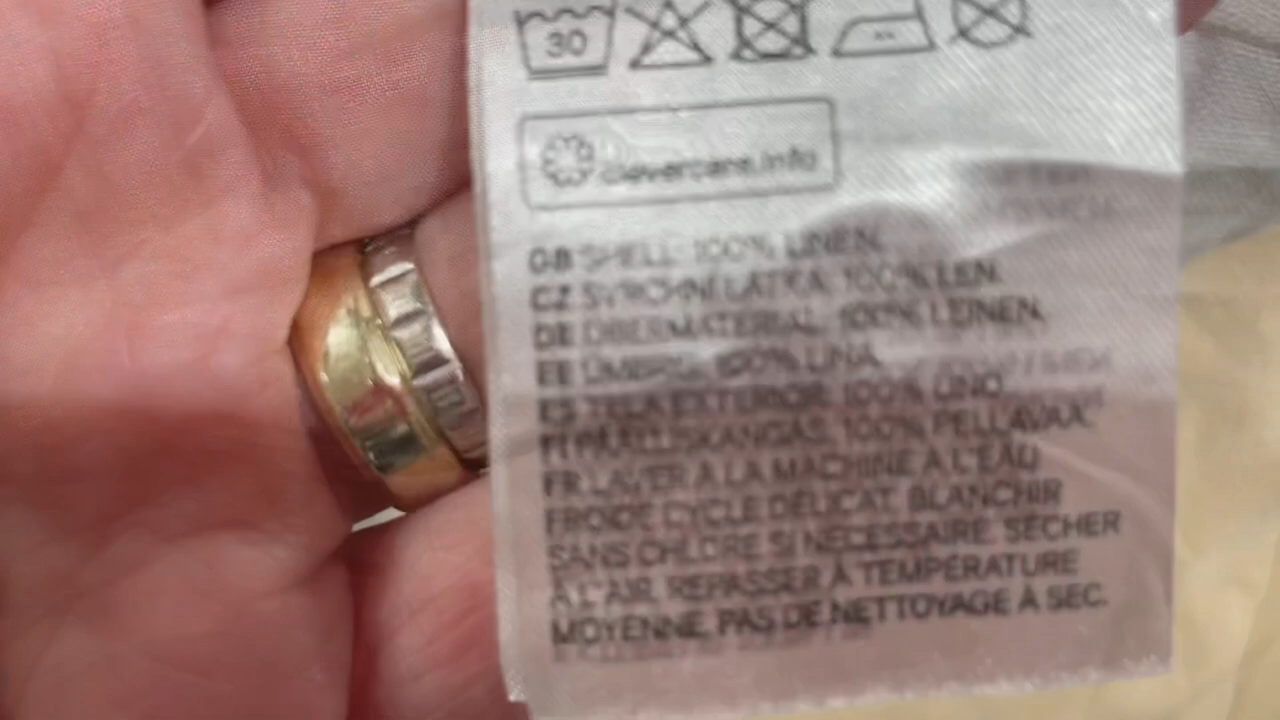 30
clevercare.info
GB SHELL: 100% LINEN.
CZ SVRCHNÍ LÁTKA: 100% LEN.
DE OBERMATERIAL: 100% LEINEN.
EE ÜMBRIS: 100% LINA.
ES TELA EXTERIOR: 100% LINO.
FI PÄÄLLISKANGAS: 100% PELLAVAA.
FR LAVER À LA MACHINE À L'EAU
FROIDE CYCLE DÉLICAT. BLANCHIR
SANS CHLORE SI NÉCESSAIRE. SÉCHER
À L'AIR. REPASSER À TEMPÉRATURE
MOYENNE. PAS DE NETTOYAGE À SEC.